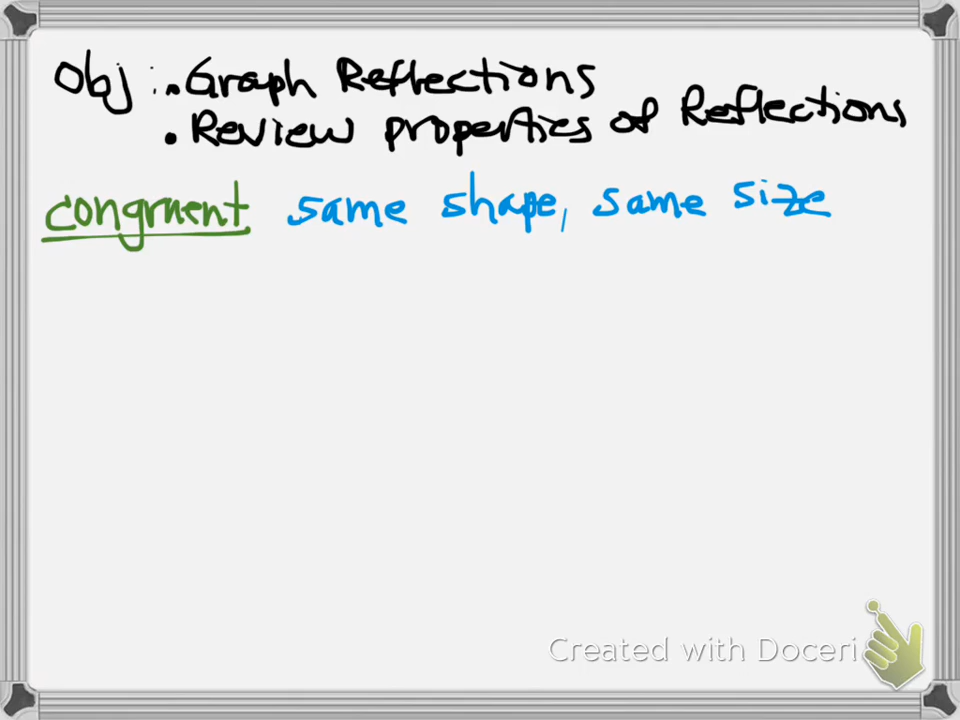 Obj: • Graph Reflections
• Review properties of Reflections
congruent same shape, same size
Created with Doceri